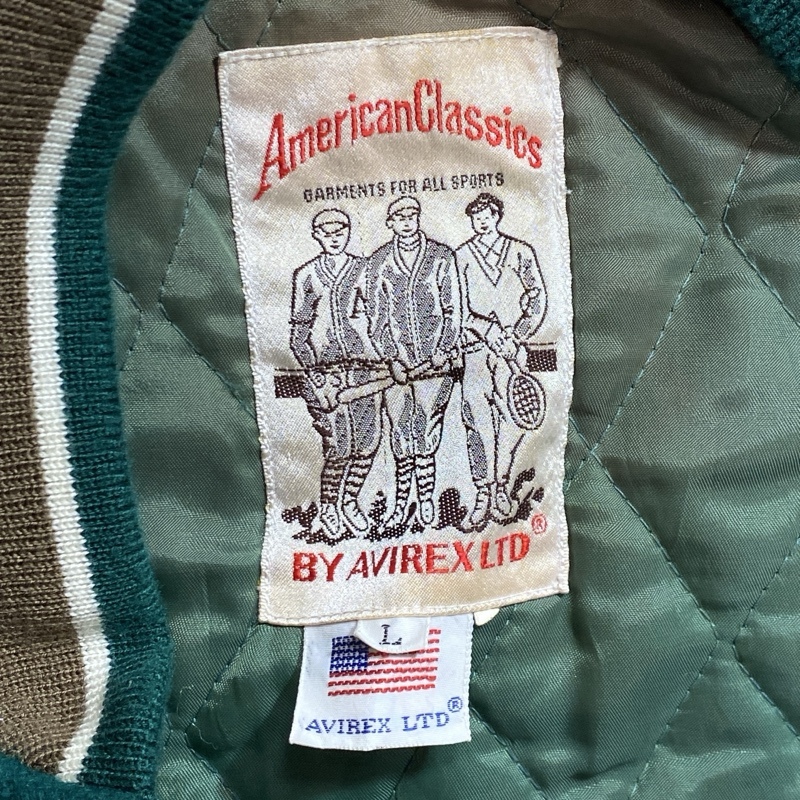 AmericanClassics
GARMENTS FOR ALL SPORTS
A
BY AVIREX LTD®
L
AVIREX LTD®